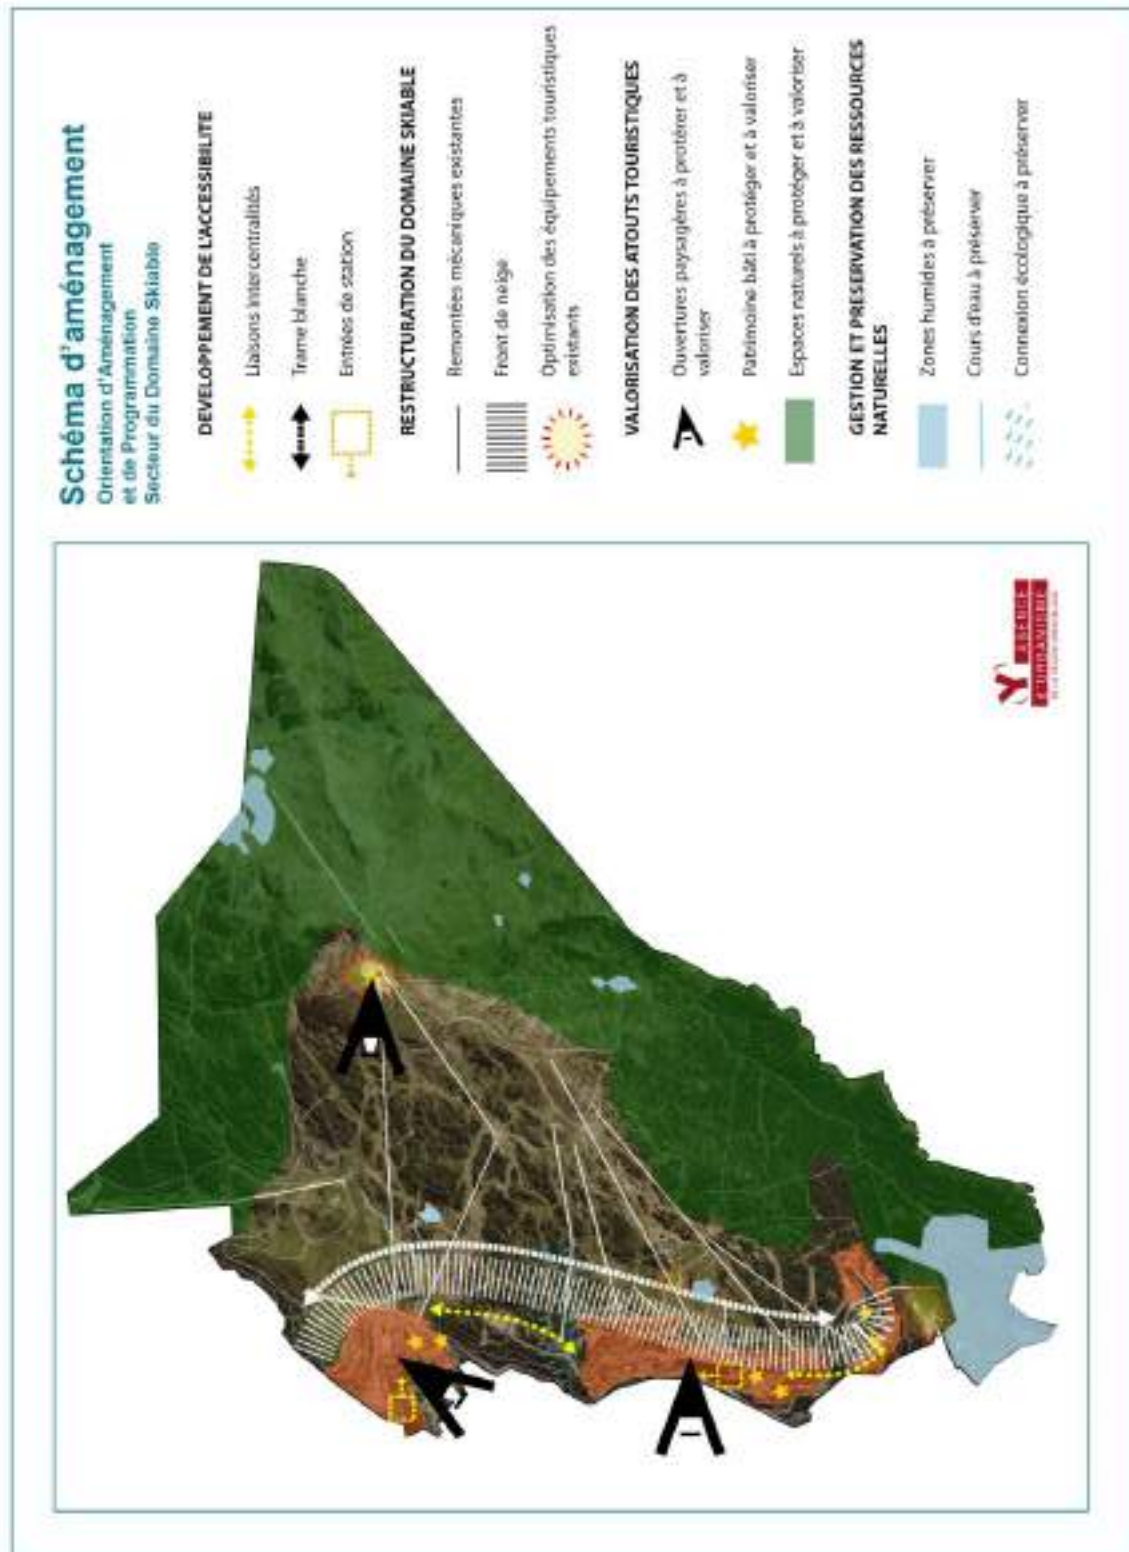 Schéma d'aménagement
Orientation d'Aménagement
et de Programmation
Secteur du Domaine Skiable
DEVELOPPEMENT DE L'ACCESSIBILITE
Liaisons intercentralités
Trame blanche
Entrées de station
RESTRUCTURATION DU DOMAINE SKIABLE
Remontées mécaniques existantes
Front de neige
Optimisation des équipements touristiques
existants
VALORISATION DES ATOUTS TOURISTIQUES
Ouvertures paysagères à protéger et à
valoriser
Patrimoine bâti à protéger et à valoriser
Espaces naturels à protéger et à valoriser
GESTION ET PRESERVATION DES RESSOURCES
NATURELLES
Zones humides à préserver
Cours d'eau à préserver
Connexion écologique à préserver
AGENCE
D'URBANISME